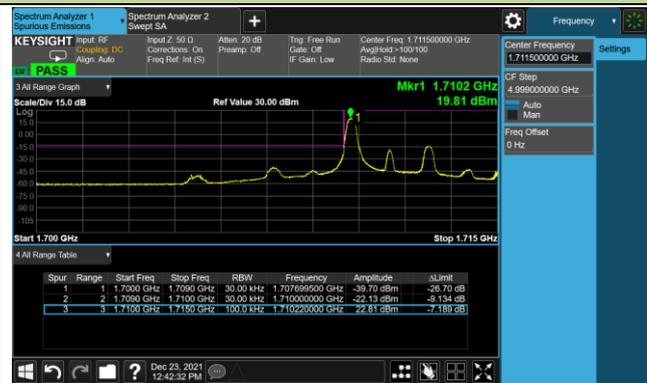 Spectrum Analyzer 1
Spurious Emissions
Spectrum Analyzer 2
Swept SA
Frequency
KEYSIGHT
Input: RF
Coupling: DC
Align: Auto
Input Z: 50 Ω
Corrections: On
Freq Ref: Int (S)
Atten: 20 dB
Preamp: Off
Trig: Free Run
Gate: Off
IF Gain: Low
Center Freq: 1.711500000 GHz
Avg|Hold:>100/100
Radio Std: None
PASS
Center Frequency
1.711500000 GHz
Settings
CF Step
4.999000000 GHz
Auto
Man
Freq Offset
0 Hz
3 All Range Graph
Mkr1 1.7102 GHz
Scale/Div 15.0 dB
Ref Value 30.00 dBm
19.81 dBm
Log
15.0
0.00
-15.0
-30.0
-45.0
-60.0
-75.0
-90.0
-105
1
Start 1.700 GHz
Stop 1.715 GHz
4 All Range Table
Spur Range Start Freq Stop Freq RBW Frequency Amplitude ΔLimit
1 1 1.7000 GHz 1.7090 GHz 30.00 kHz 1.707699500 GHz -39.70 dBm -26.70 dB
2 2 1.7090 GHz 1.7100 GHz 30.00 kHz 1.710000000 GHz -22.13 dBm -9.134 dB
3 3 1.7100 GHz 1.7150 GHz 100.0 kHz 1.710220000 GHz 22.81 dBm -7.189 dB
Dec 23, 2021
12:42:32 PM